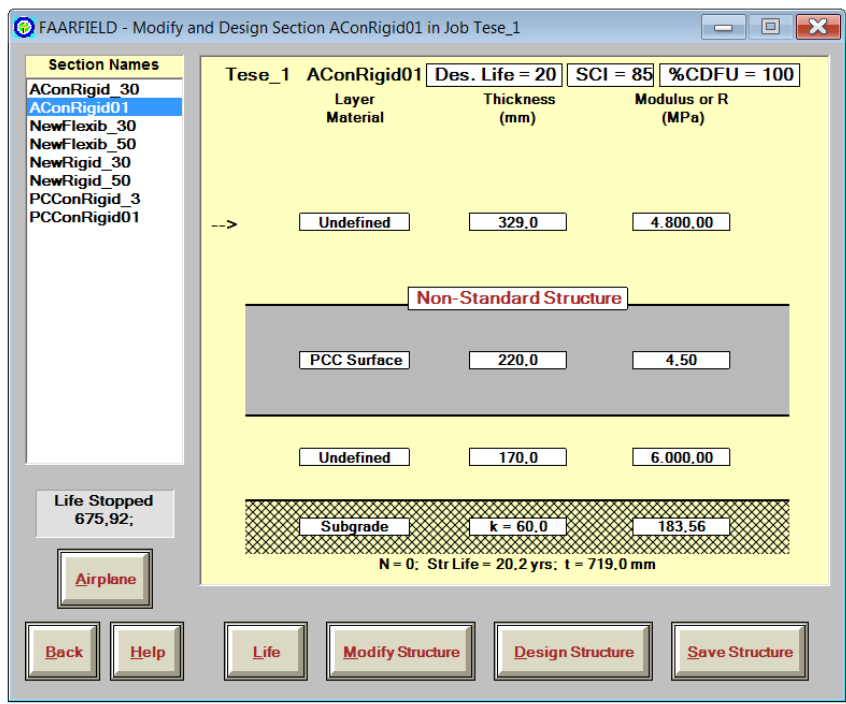 FAARFIELD - Modify and Design Section AConRigid01 in Job Tese_1
Section Names
AConRigid_30
AConRigid01
NewFlexib_30
NewFlexib_50
NewRigid_30
NewRigid_50
PCConRigid_3
PCConRigid01
Life Stopped
675,92;
Airplane
Back Help
Tese_1 AConRigid01 Des. Life = 20 SCI = 85 %CDFU = 100
Layer Material Thickness (mm) Modulus or R (MPa)
--> Undefined 329,0 4.800,00
Non-Standard Structure
PCC Surface 220,0 4,50
Undefined 170,0 6.000,00
Subgrade k = 60,0 183,56
N = 0; Str Life = 20,2 yrs; t = 719,0 mm
Life Modify Structure Design Structure Save Structure